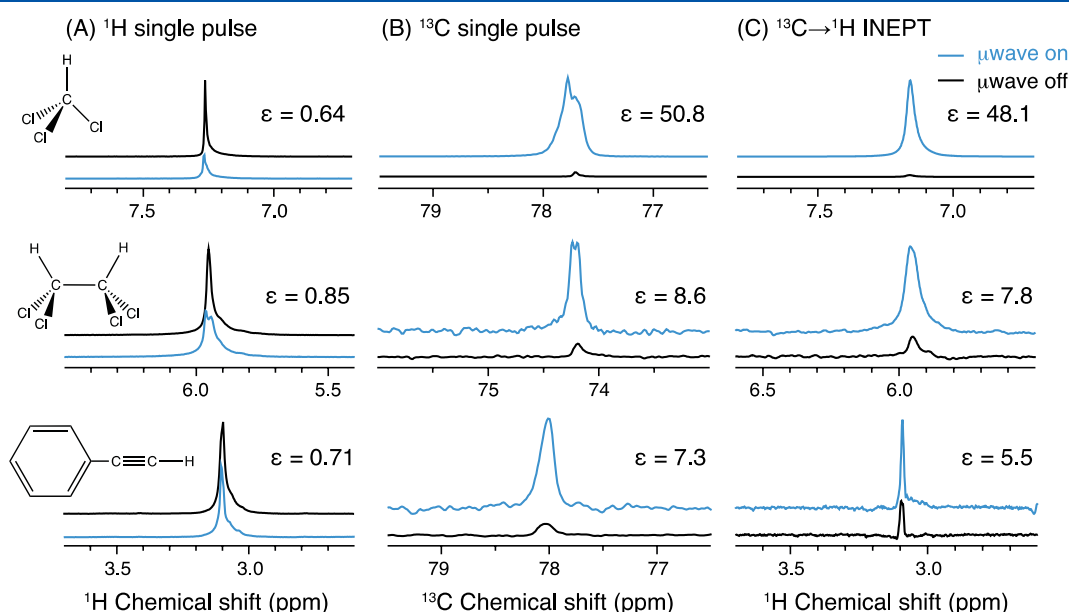 (A) ¹H single pulse
(B) ¹³C single pulse
(C) ¹³C→¹H INEPT
μwave on
μwave off
H
C
Cl
Cl
Cl
ε = 0.64
ε = 50.8
ε = 48.1
7.5 7.0
79 78 77
7.5 7.0
H H
C C
Cl Cl Cl Cl
ε = 0.85
ε = 8.6
ε = 7.8
6.0 5.5
75 74
6.5 6.0
C C H
ε = 0.71
ε = 7.3
ε = 5.5
3.5 3.0
79 78 77
3.5 3.0
¹H Chemical shift (ppm)
¹³C Chemical shift (ppm)
¹H Chemical shift (ppm)